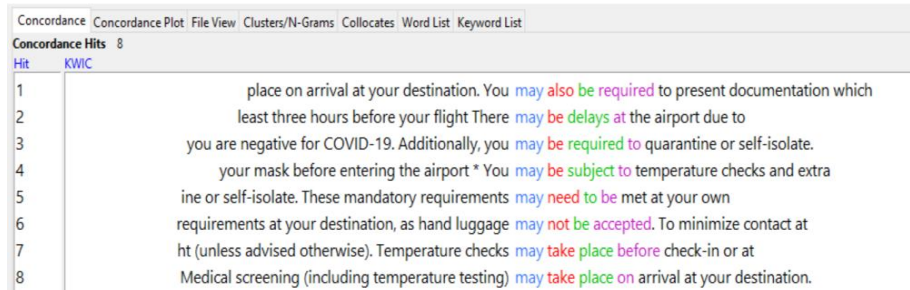 Concordance Concordance Plot File View Clusters/N-Grams Collocates Word List Keyword List
Concordance Hits 8
Hit KWIC
1 place on arrival at your destination. You may also be required to present documentation which
2 least three hours before your flight There may be delays at the airport due to
3 you are negative for COVID-19. Additionally, you may be required to quarantine or self-isolate.
4 your mask before entering the airport * You may be subject to temperature checks and extra
5 ine or self-isolate. These mandatory requirements may need to be met at your own
6 requirements at your destination, as hand luggage may not be accepted. To minimize contact at
7 ht (unless advised otherwise). Temperature checks may take place before check-in or at
8 Medical screening (including temperature testing) may take place on arrival at your destination.